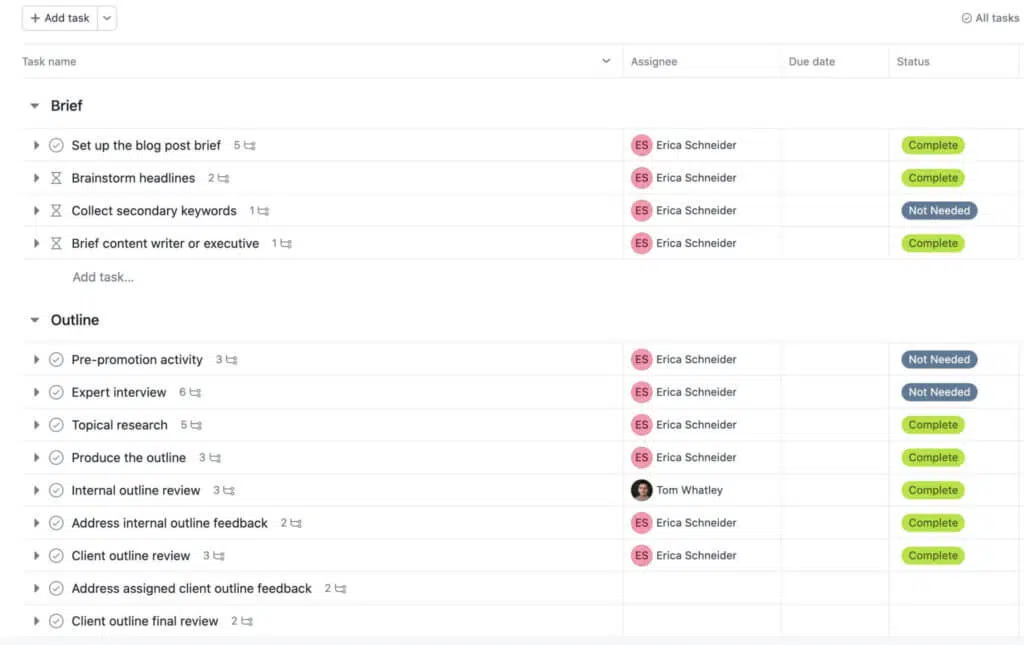 + Add task All tasks
Task name Assignee Due date Status
Brief
Set up the blog post brief 5 ES Erica Schneider Complete
Brainstorm headlines 2 ES Erica Schneider Complete
Collect secondary keywords 1 ES Erica Schneider Not Needed
Brief content writer or executive 1 ES Erica Schneider Complete
Add task...
Outline
Pre-promotion activity 3 ES Erica Schneider Not Needed
Expert interview 6 ES Erica Schneider Not Needed
Topical research 5 ES Erica Schneider Complete
Produce the outline 3 ES Erica Schneider Complete
Internal outline review 3 Tom Whatley Complete
Address internal outline feedback 2 ES Erica Schneider Complete
Client outline review 3 ES Erica Schneider Complete
Address assigned client outline feedback 2
Client outline final review 2